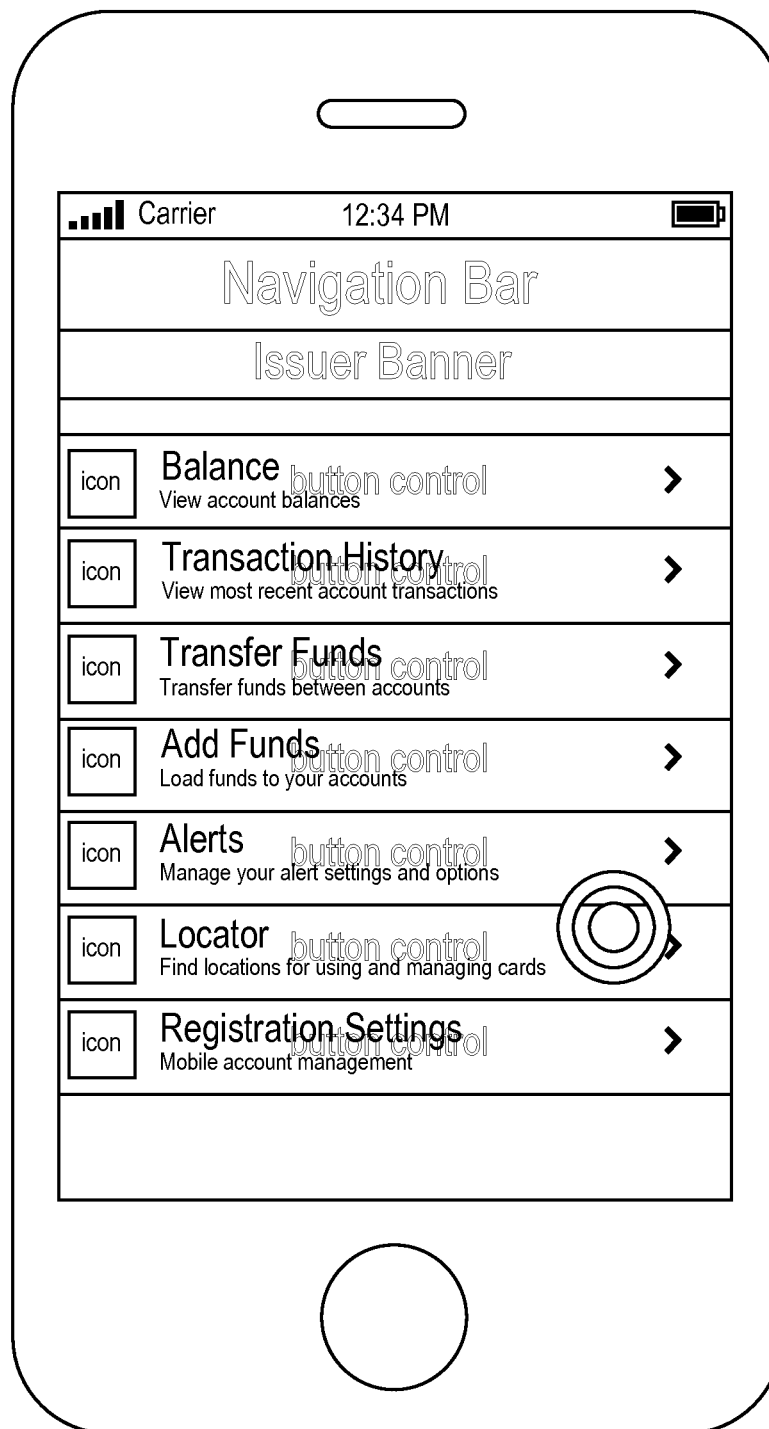 Carrier 12:34 PM
Navigation Bar
Issuer Banner
icon Balance button control
View account balances
icon Transaction History button control
View most recent account transactions
icon Transfer Funds button control
Transfer funds between accounts
icon Add Funds button control
Load funds to your accounts
icon Alerts button control
Manage your alert settings and options
icon Locator button control
Find locations for using and managing cards
icon Registration Settings button control
Mobile account management